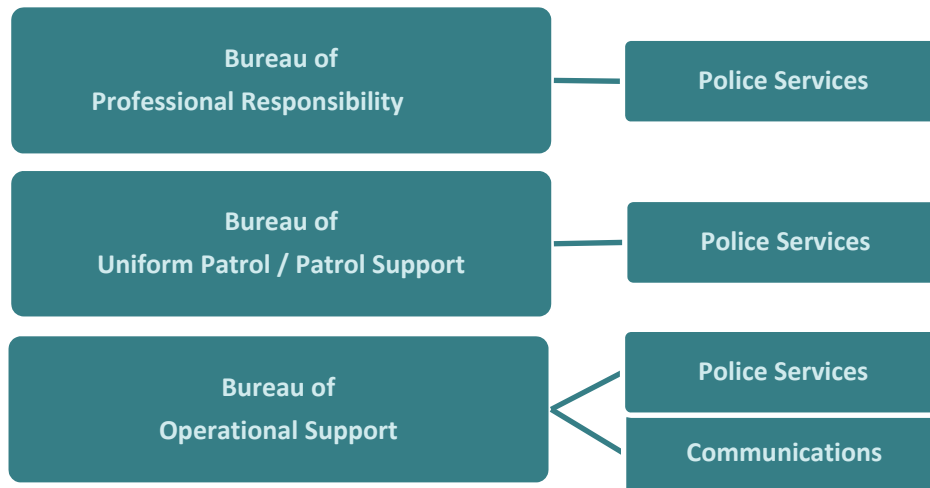 Bureau of
Professional Responsibility
Police Services
Bureau of
Uniform Patrol / Patrol Support
Police Services
Bureau of
Operational Support
Police Services
Communications